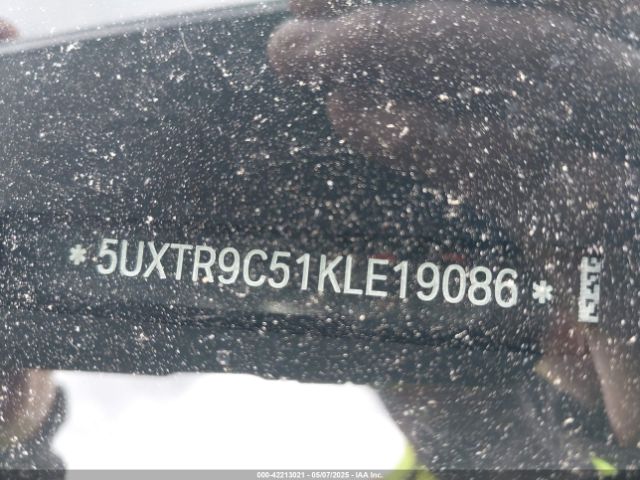 * 5UXTR9C51KLE19086 *
000-42213021 - 05/07/2025 - IAA Inc.